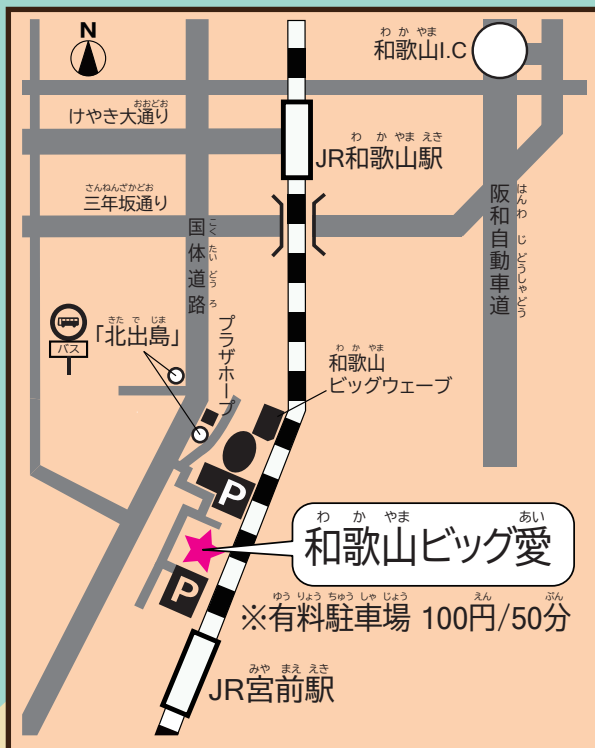 N
わかやま
和歌山I.C
おおどお
けやき大通り
わかやまえき
JR和歌山駅
さんねんざかどお
三年坂通り
こくたいどうろ
国体道路
はんわじどうしゃどう
阪和自動車道
バス
きたでじま
「北出島」
プラザホープ
わかやま
和歌山
ビッグウェーブ
P
わかやま あい
和歌山ビッグ愛
P
ゆうりょうちゅうしゃじょう えん ぷん
※有料駐車場 100円/50分
みやまええき
JR宮前駅